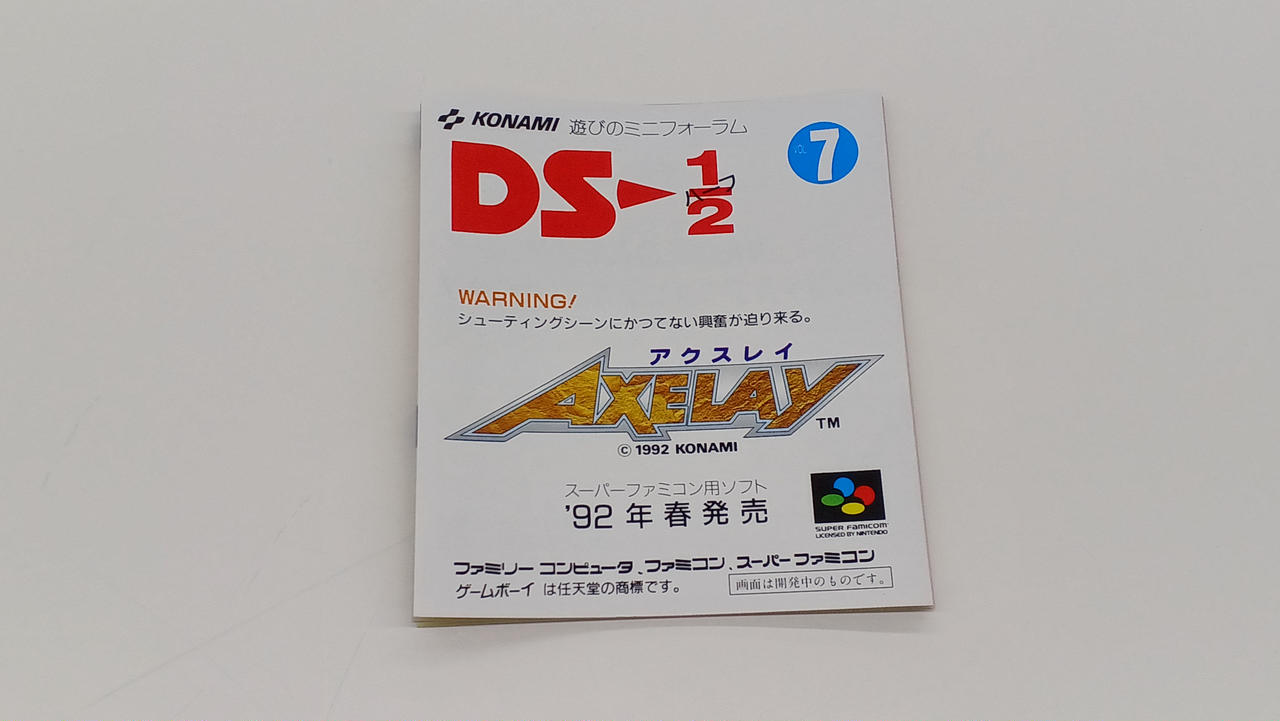 KONAMI 遊びのミニフォーラム
VOL 7
DS 1/2
ハーフ
WARNING!
シューティングシーンにかつてない興奮が迫り来る。
アクスレイ
AXELAY TM
© 1992 KONAMI
スーパーファミコン用ソフト
'92年春発売
SUPER FAMICOM
LICENSED BY NINTENDO
ファミリーコンピュータ、ファミコン、スーパーファミコン
ゲームボーイ は任天堂の商標です。
画面は開発中のものです。